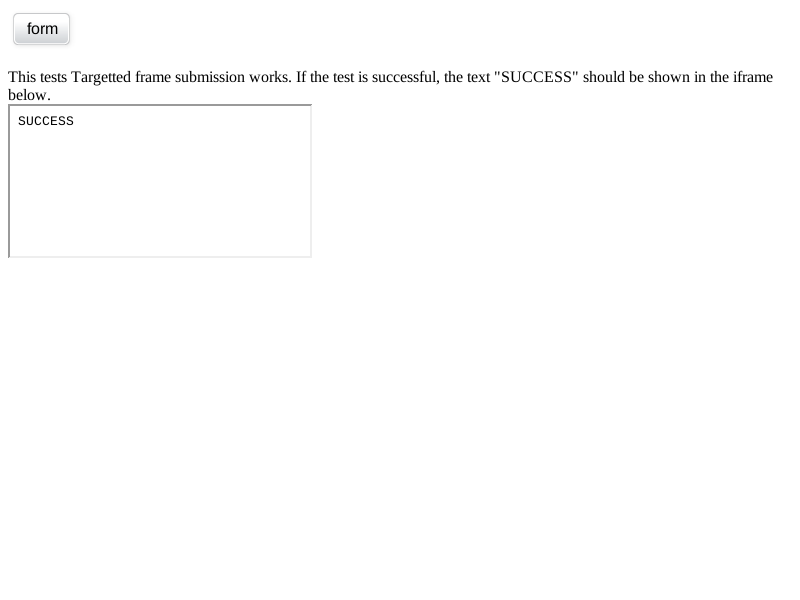 form
This tests Targetted frame submission works. If the test is successful, the text "SUCCESS" should be shown in the iframe
below.
SUCCESS